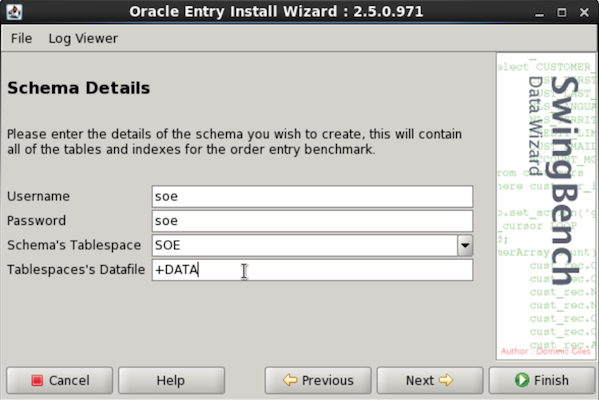 Oracle Entry Install Wizard : 2.5.0.971
File Log Viewer
Schema Details
Please enter the details of the schema you wish to create, this will contain
all of the tables and indexes for the order entry benchmark.
Username soe
Password soe
Schema's Tablespace SOE
Tablespaces's Datafile +DATA
SwingBench
Data Wizard
Author : Dominic Giles
Cancel Help Previous Next Finish